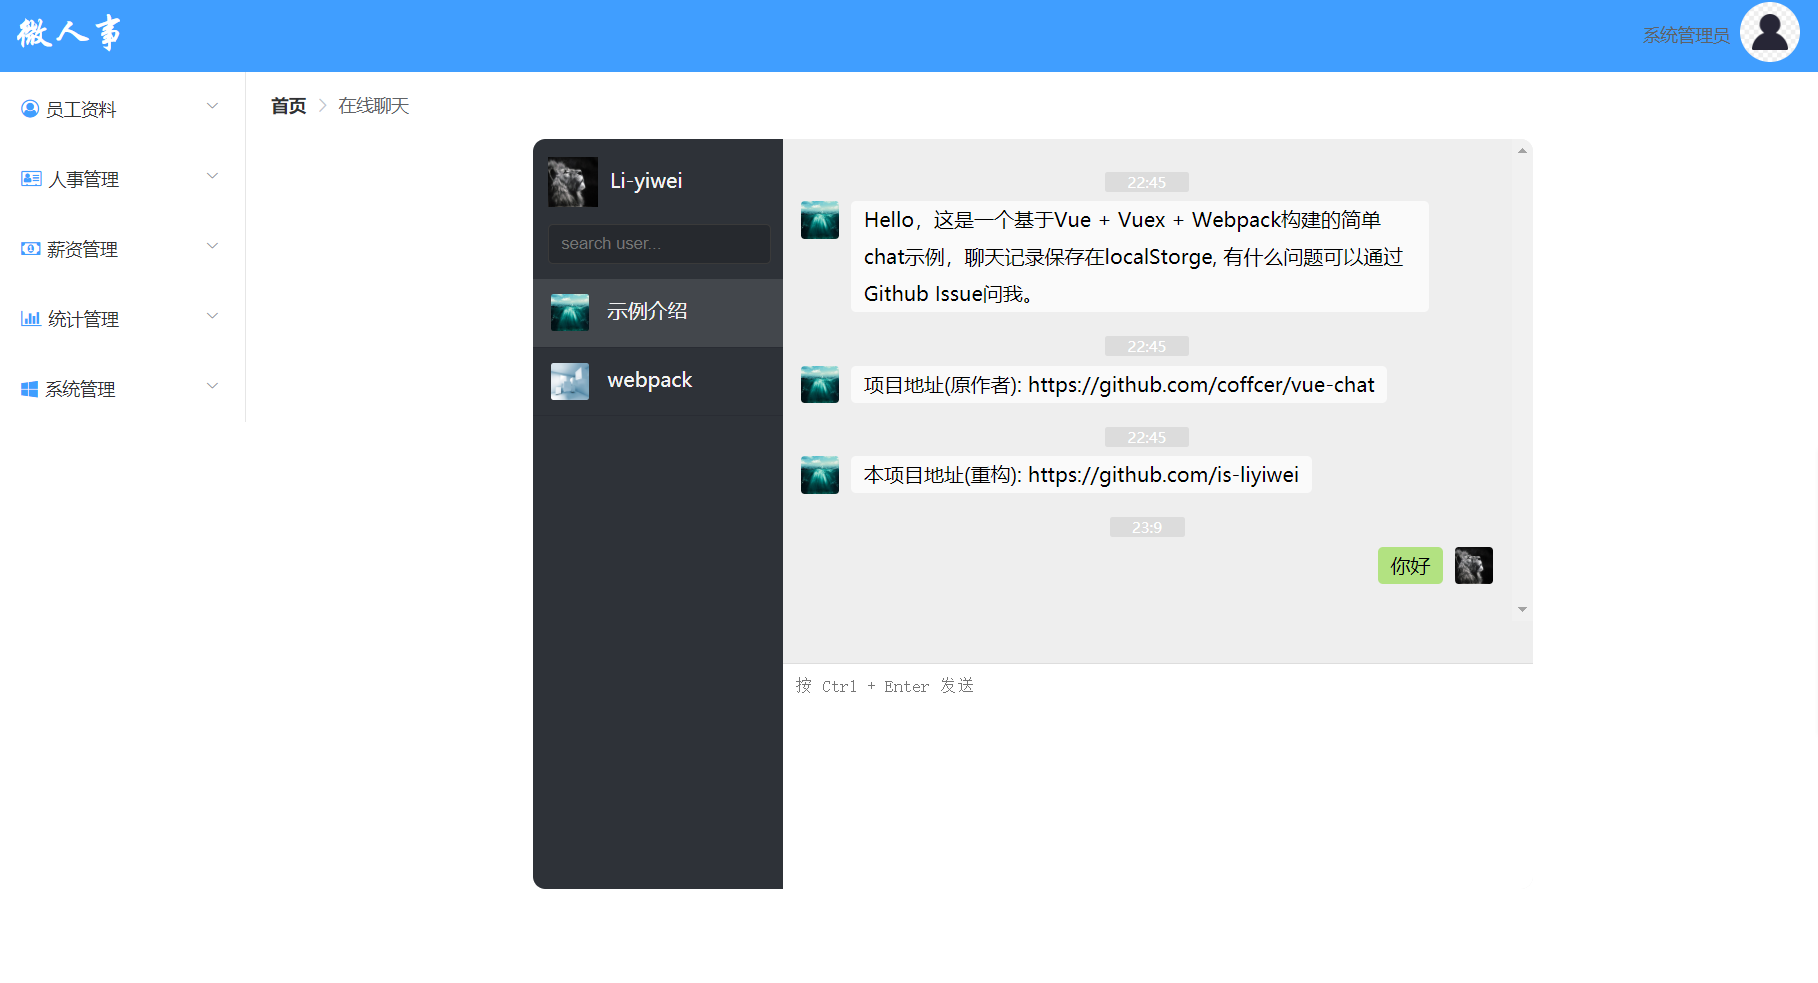 微人事
系统管理员
员工资料
人事管理
薪资管理
统计管理
系统管理
首页 在线聊天
Li-yiwei
search user...
示例介绍
webpack
22:45
Hello，这是一个基于Vue + Vuex + Webpack构建的简单
chat示例，聊天记录保存在localStorge, 有什么问题可以通过
Github Issue问我。
22:45
项目地址(原作者): https://github.com/coffcer/vue-chat
22:45
本项目地址(重构): https://github.com/is-liyiwei
23:9
你好
按 Ctrl + Enter 发送